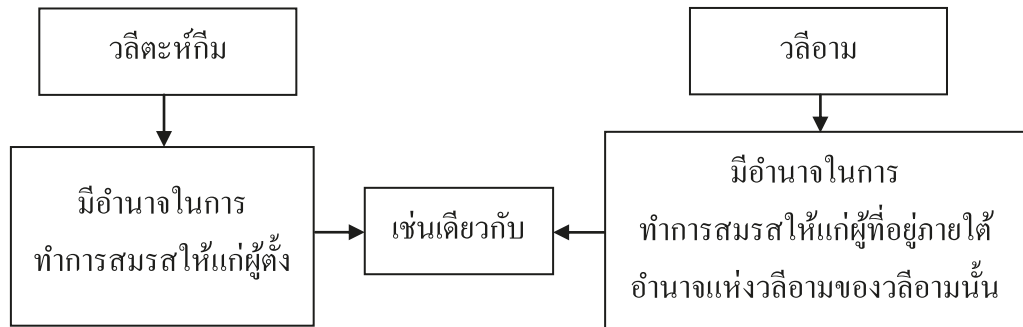 วลีตะห์กีม
วลีอาม
มีอำนาจในการ
ทำการสมรสให้แก่ผู้ตั้ง
เช่นเดียวกับ
มีอำนาจในการ
ทำการสมรสให้แก่ผู้ที่อยู่ภายใต้
อำนาจแห่งวลีอามของวลีอามนั้น